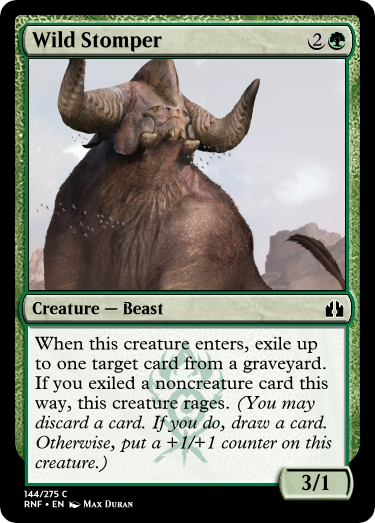 Wild Stomper 2
Creature — Beast
When this creature enters, exile up
to one target card from a graveyard.
If you exiled a noncreature card this
way, this creature rages. (You may
discard a card. If you do, draw a card.
Otherwise, put a +1/+1 counter on this
creature.)
3/1
144/275 C
RNF • EN Max Duran